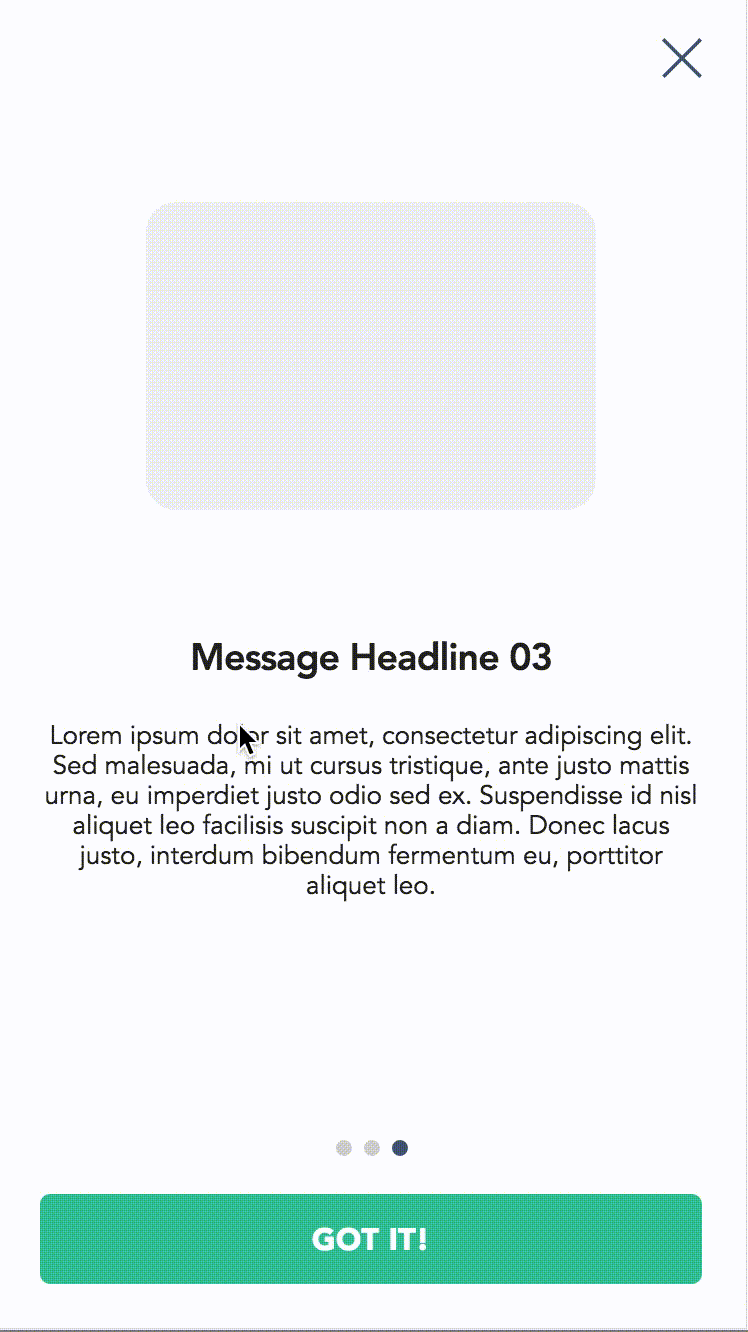 Message Headline 03
Lorem ipsum dolor sit amet, consectetur adipiscing elit.
Sed malesuada, mi ut cursus tristique, ante justo mattis
urna, eu imperdiet justo odio sed ex. Suspendisse id nisl
aliquet leo facilisis suscipit non a diam. Donec lacus
justo, interdum bibendum fermentum eu, porttitor
aliquet leo.
GOT IT!